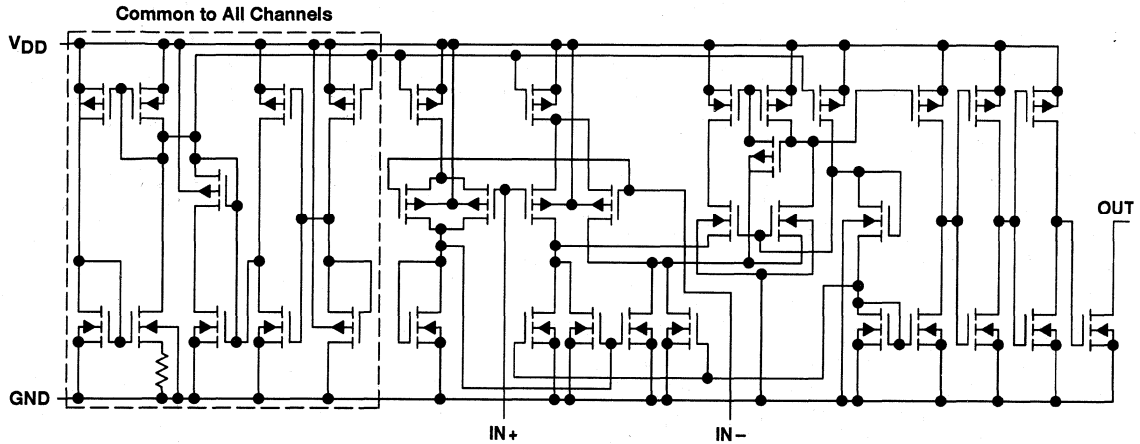 Common to All Channels
VDD
OUT
GND
IN+
IN−